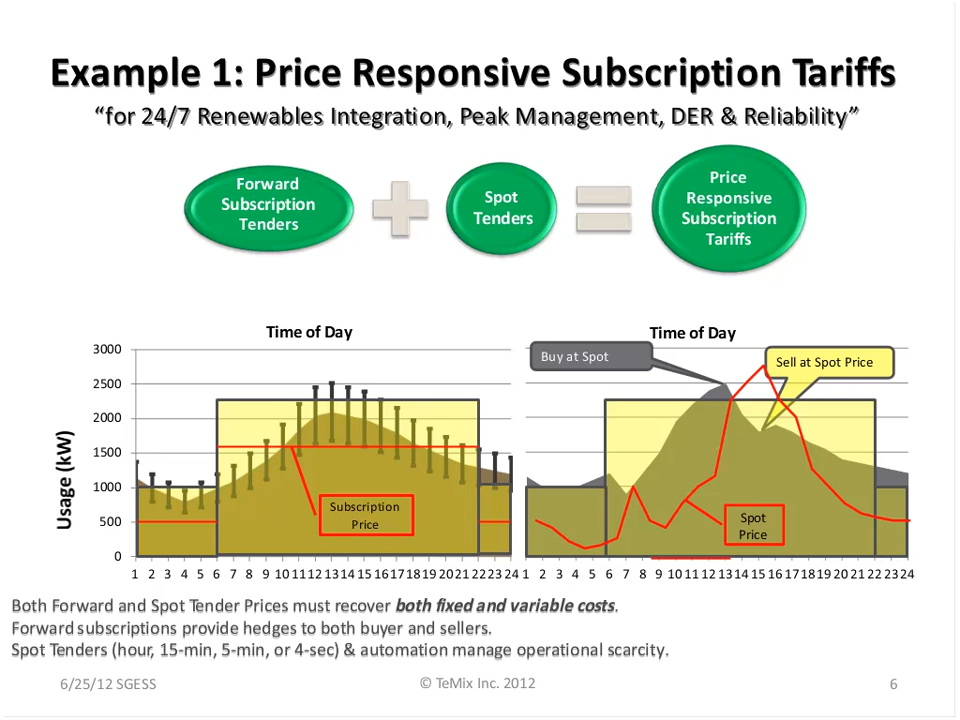 Example 1: Price Responsive Subscription Tariffs
“for 24/7 Renewables Integration, Peak Management, DER & Reliability”
Forward
Subscription
Tenders
Spot
Tenders
Price
Responsive
Subscription
Tariffs
Time of Day
Time of Day
Usage (kW)
3000
2500
2000
1500
1000
500
0
Buy at Spot
Sell at Spot Price
Subscription
Price
Spot
Price
1 2 3 4 5 6 7 8 9 10 11 12 13 14 15 16 17 18 19 20 21 22 23 24
1 2 3 4 5 6 7 8 9 10 11 12 13 14 15 16 17 18 19 20 21 22 23 24
Both Forward and Spot Tender Prices must recover both fixed and variable costs.
Forward subscriptions provide hedges to both buyer and sellers.
Spot Tenders (hour, 15-min, 5-min, or 4-sec) & automation manage operational scarcity.
6/25/12 SGESS
© TeMix Inc. 2012
6